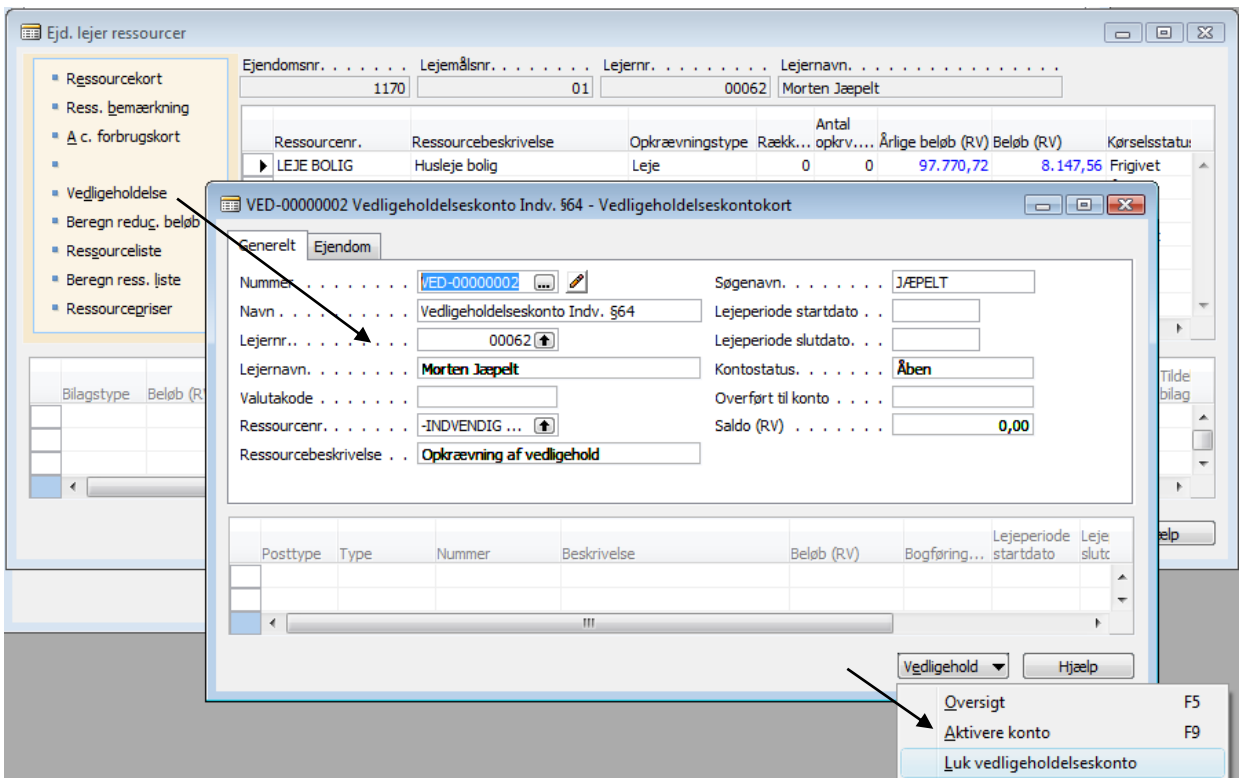 Ejd. lejer ressourcer
Ressourcekort
Ress. bemærkning
A c. forbrugskort
Vedligeholdelse
Beregn reduc. beløb
Ressourceliste
Beregn ress. liste
Ressourcepriser
Ejendomsnr. . . . . . . Lejemålsnr. . . . . . . . Lejernr. . . . . . . . . . Lejernavn. . . . . . . . . . . . . . . . .
1170 01 00062 Morten Jæpelt
Ressourcenr. Ressourcebeskrivelse Opkrævningstype Rækk... Antal opkrv.... Årlige beløb (RV) Beløb (RV) Kørselsstatus
LEJE BOLIG Husleje bolig Leje 0 0 97.770,72 8.147,56 Frigivet
Bilagstype Beløb (R
Tilde
bilag
ælp
VED-00000002 Vedligeholdelseskonto Indv. §64 - Vedligeholdelseskontokort
Generelt Ejendom
Nummer . . . . . . . . VED-00000002 ...
Navn . . . . . . . . . . Vedligeholdelseskonto Indv. §64
Lejernr.. . . . . . . . . 00062
Lejernavn. . . . . . . . Morten Jæpelt
Valutakode . . . . . . .
Ressourcenr. . . . . . . -INDVENDIG ...
Ressourcebeskrivelse . . Opkrævning af vedligehold
Søgenavn. . . . . . . . JÆPELT
Lejeperiode startdato . .
Lejeperiode slutdato. . .
Kontostatus. . . . . . . Åben
Overført til konto . . . .
Saldo (RV) . . . . . . . 0,00
Posttype Type Nummer Beskrivelse Beløb (RV) Bogføring... Lejeperiode startdato Leje slutd
Vedligehold Hjælp
Oversigt F5
Aktivere konto F9
Luk vedligeholdelseskonto